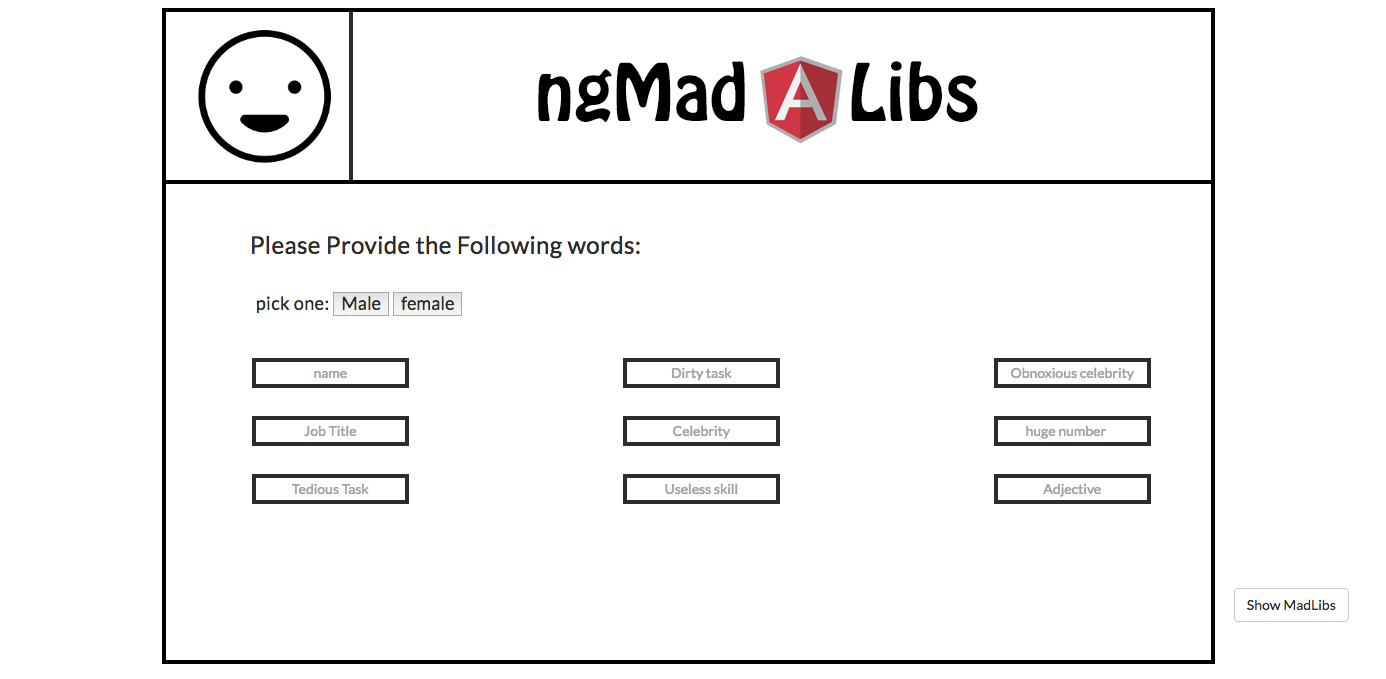 ngMad A Libs
Please Provide the Following words:
pick one: Male female
name Dirty task Obnoxious celebrity
Job Title Celebrity huge number
Tedious Task Useless skill Adjective
Show MadLibs